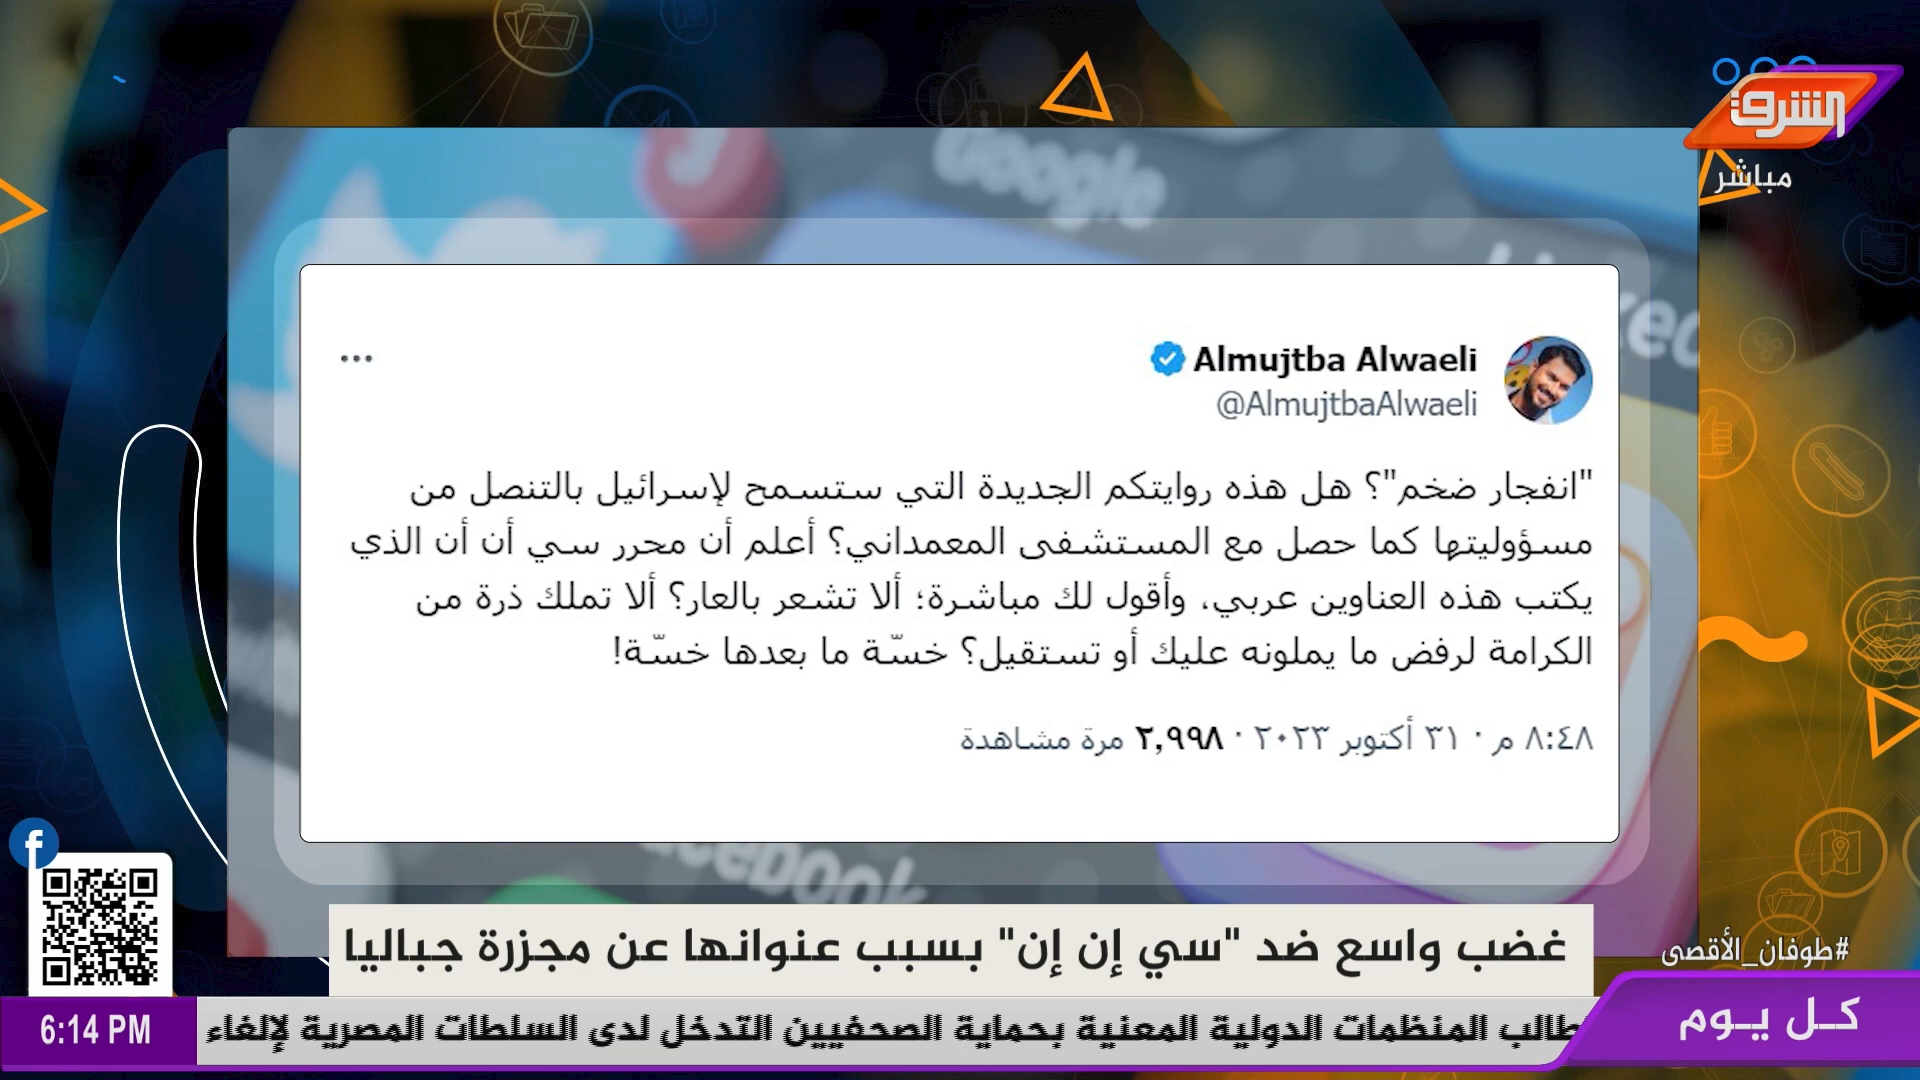 الشرق
مباشر
Google
Almujtba Alwaeli
@AlmujtbaAlwaeli
"انفجار ضخم"؟ هل هذه روايتكم الجديدة التي ستسمح لإسرائيل بالتنصل من
مسؤوليتها كما حصل مع المستشفى المعمداني؟ أعلم أن محرر سي أن أن الذي
يكتب هذه العناوين عربي، وأقول لك مباشرة؛ ألا تشعر بالعار؟ ألا تملك ذرة من
الكرامة لرفض ما يملونه عليك أو تستقيل؟ خسّة ما بعدها خسّة!
٨:٤٨ م · ٣١ أكتوبر ٢٠٢٣ · ٢,٩٩٨ مرة مشاهدة
غضب واسع ضد "سي إن إن" بسبب عنوانها عن مجزرة جباليا
#طوفان_الأقصى
كل يوم
طالب المنظمات الدولية المعنية بحماية الصحفيين التدخل لدى السلطات المصرية لإلغاء
6:14 PM